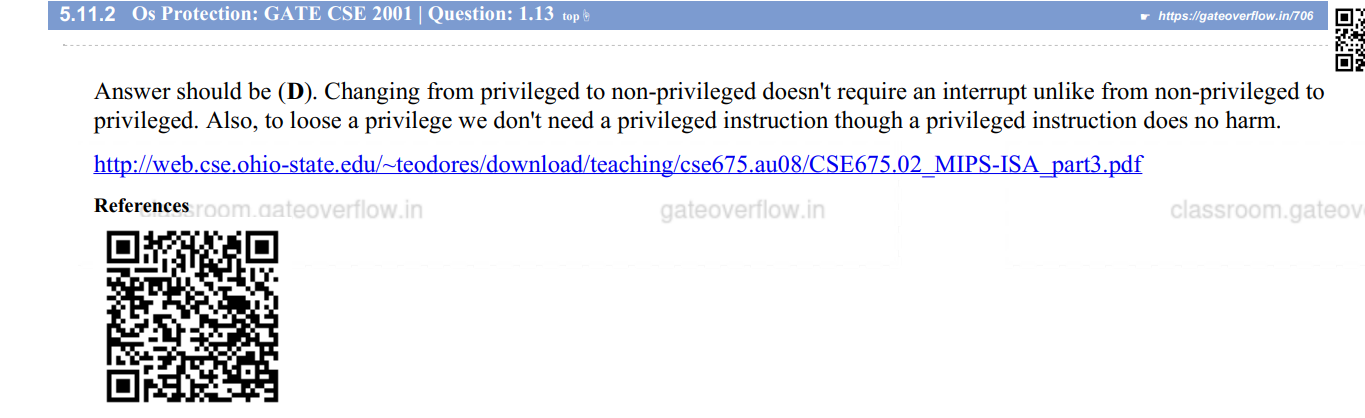 5.11.2 Os Protection: GATE CSE 2001 | Question: 1.13 top☟ ☛ https://gateoverflow.in/706
Answer should be (D). Changing from privileged to non-privileged doesn't require an interrupt unlike from non-privileged to
privileged. Also, to loose a privilege we don't need a privileged instruction though a privileged instruction does no harm.
http://web.cse.ohio-state.edu/~teodores/download/teaching/cse675.au08/CSE675.02_MIPS-ISA_part3.pdf
References
classroom.gateoverflow.in gateoverflow.in classroom.gateov